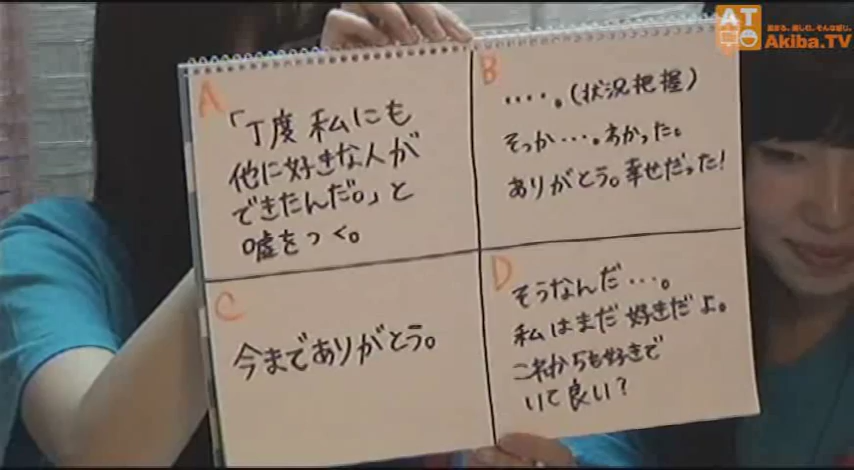 A
「丁度 私にも
他に好きな人が
できたんだ。」と
嘘をつく。
B
‥‥。(状況把握)
そっか‥‥。わかった。
ありがとう。幸せだった!
C
今までありがとう。
D
そうなんだ‥‥。
私はまだ好きだよ。
これからも好きで
いて良い?
AT
Akiba.TV